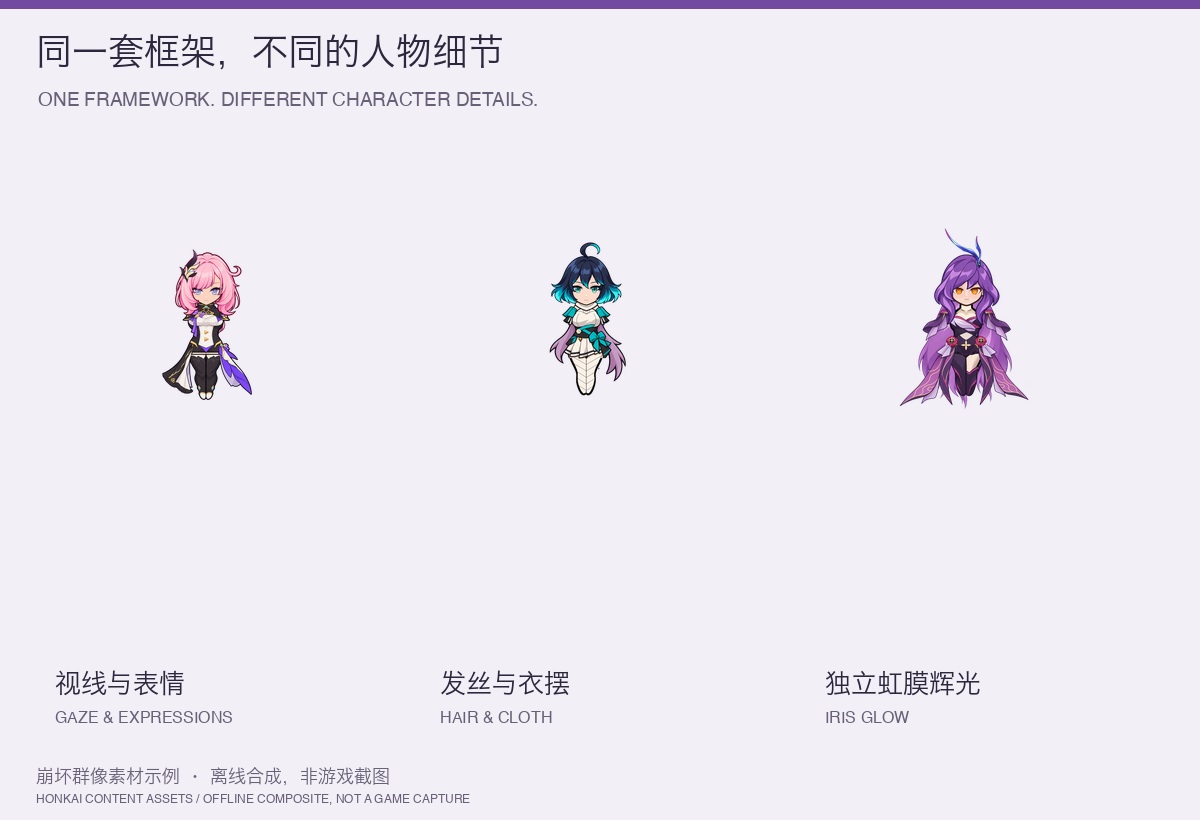 同一套框架，不同的人物细节
ONE FRAMEWORK. DIFFERENT CHARACTER DETAILS.
视线与表情
GAZE & EXPRESSIONS
发丝与衣摆
HAIR & CLOTH
独立虹膜辉光
IRIS GLOW
崩坏群像素材示例 · 离线合成，非游戏截图
HONKAI CONTENT ASSETS / OFFLINE COMPOSITE, NOT A GAME CAPTURE